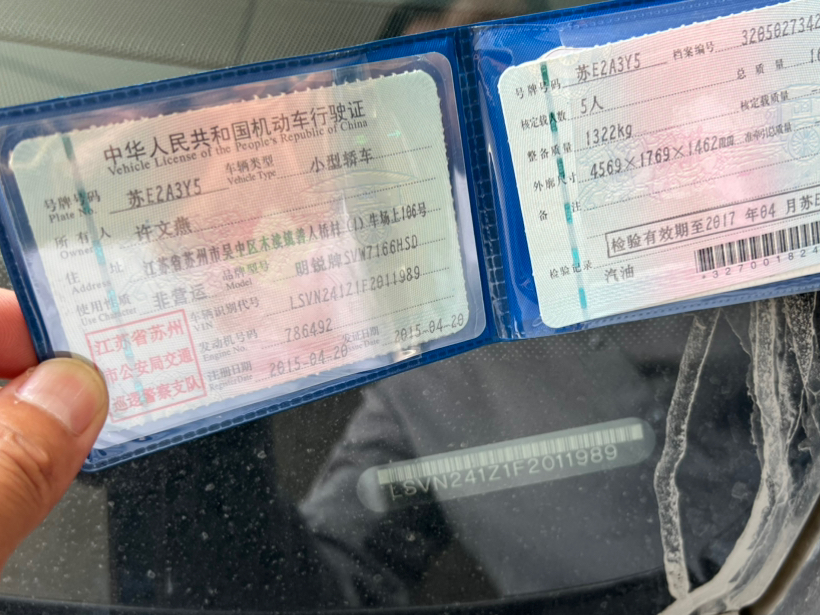 中华人民共和国机动车行驶证
Vehicle License of the People's Republic of China
号牌号码 苏E2A3Y5 车辆类型 小型轿车
Plate No. Vehicle Type
所有人 许文燕
Owner
住址 江苏省苏州市吴中区木渎镇善人桥村(1)牛场上106号
Address
使用性质 非营运 品牌型号 明锐牌SVW7166HSD
Use Character Model
车辆识别代号 LSVN241Z1F2011989
VIN
发动机号码 786492
Engine No.
注册日期 2015-04-20 发证日期 2015-04-20
Register Date
江苏省苏州
市公安局交通
巡逻警察支队
号牌号码 苏E2A3Y5 档案编号 3205027342
核定载人数 5人 总质量
整备质量 1322kg 核定载质量
外廓尺寸 4569×1769×1462 准牵引总质量
备注
检验有效期至2017年04月苏E
检验记录
汽油
*32700182
LSVN241Z1F2011989